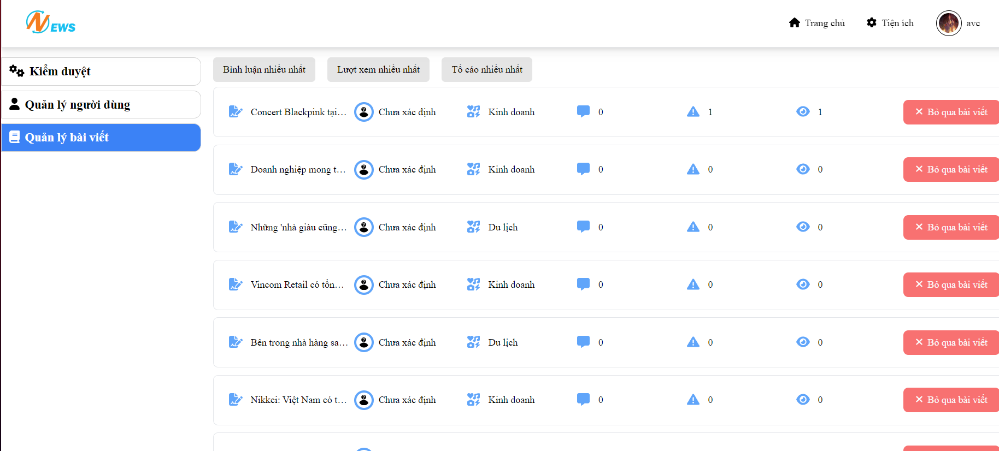 NEWS
Trang chủ
Tiện ích
avc
Kiểm duyệt
Quản lý người dùng
Quản lý bài viết
Bình luận nhiều nhất
Lượt xem nhiều nhất
Tố cáo nhiều nhất
Concert Blackpink tại... Chưa xác định Kinh doanh 0 1 1 Bỏ qua bài viết
Doanh nghiệp mong t... Chưa xác định Kinh doanh 0 0 0 Bỏ qua bài viết
Những 'nhà giàu cũng... Chưa xác định Du lịch 0 0 0 Bỏ qua bài viết
Vincom Retail có tổn... Chưa xác định Kinh doanh 0 0 0 Bỏ qua bài viết
Bên trong nhà hàng sa... Chưa xác định Du lịch 0 0 0 Bỏ qua bài viết
Nikkei: Việt Nam có t... Chưa xác định Kinh doanh 0 0 0 Bỏ qua bài viết